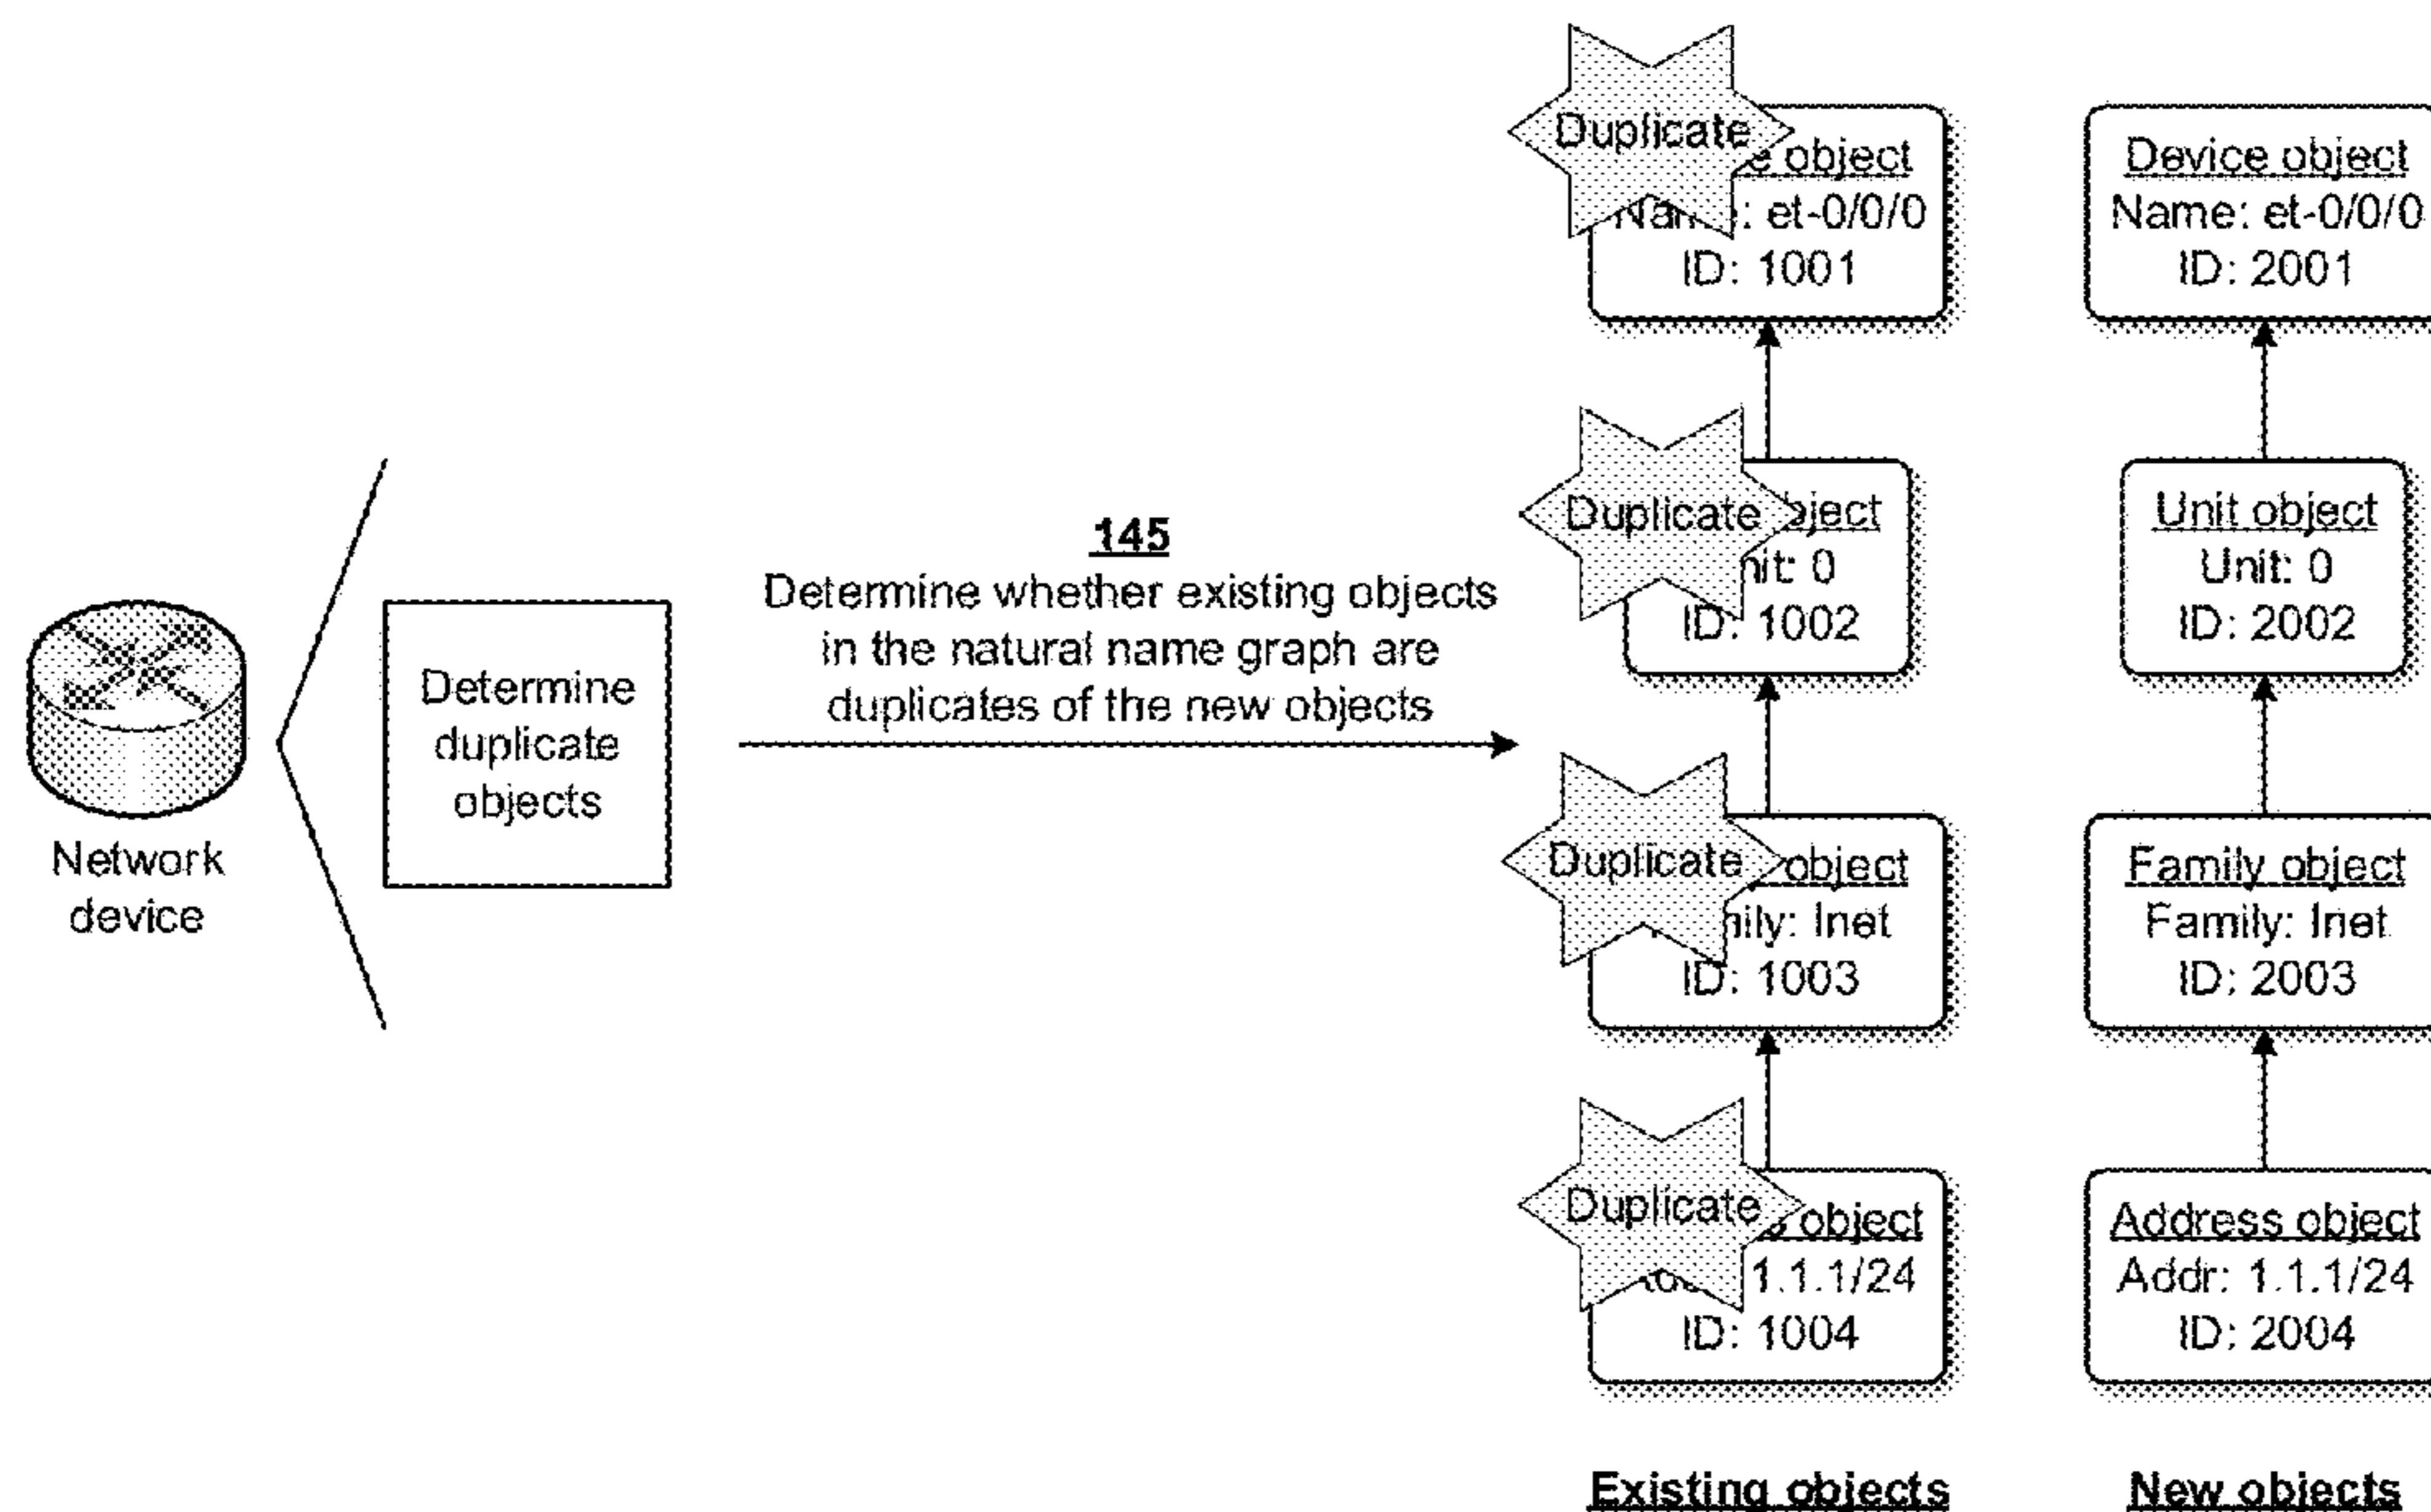 Network
device
Determine
duplicate
objects
145
Determine whether existing objects
in the natural name graph are
duplicates of the new objects
Duplicate
object
Name: et-0/0/0
ID: 1001
Duplicate
Unit: 0
ID: 1002
Duplicate
object
Inet
ID: 1003
Duplicate
object
1.1.1/24
ID: 1004
Existing objects
Device object
Name: et-0/0/0
ID: 2001
Unit object
Unit: 0
ID: 2002
Family object
Family: Inet
ID: 2003
Address object
Addr: 1.1.1/24
ID: 2004
New objects